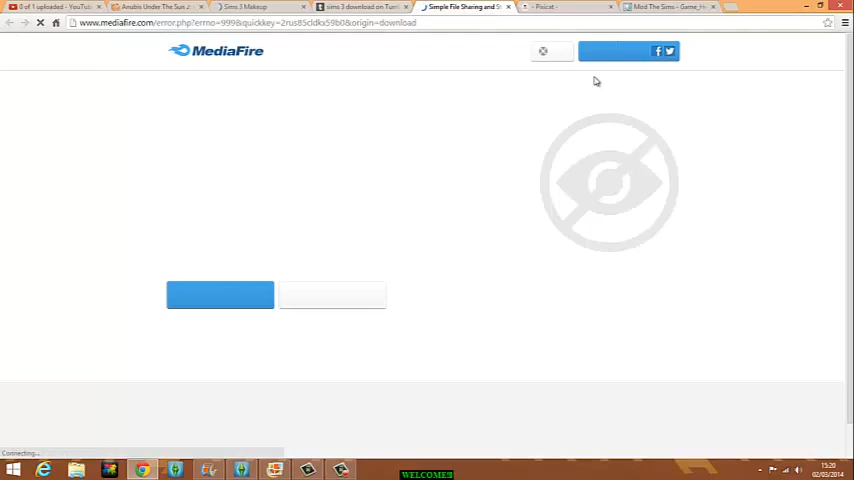 0 of 1 uploaded - YouTub
Anubis Under The Sun 
Sims 3 Makeup
sims 3 download on Tum
Simple File Sharing and S
- Pixicat -
Mod The Sims - Game_H
www.mediafire.com/error.php?errno=999&quickkey=2rus85cldkx59b0&origin=download
MediaFire
Connecting...
WELCOME!!
15:20
02/03/2014